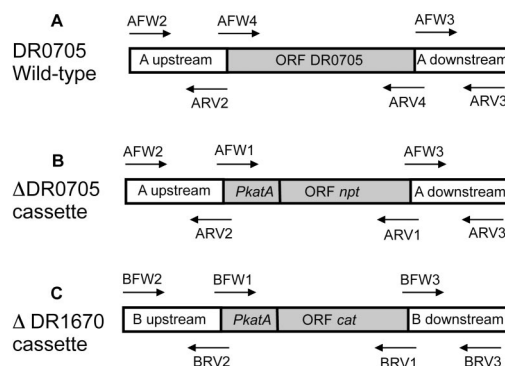 A
AFW2 AFW4 AFW3
DR0705
Wild-type
A upstream ORF DR0705 A downstream
ARV2 ARV4 ARV3
B
AFW2 AFW1 AFW3
ΔDR0705
cassette
A upstream PkatA ORF npt A downstream
ARV2 ARV1 ARV3
C
BFW2 BFW1 BFW3
Δ DR1670
cassette
B upstream PkatA ORF cat B downstream
BRV2 BRV1 BRV3